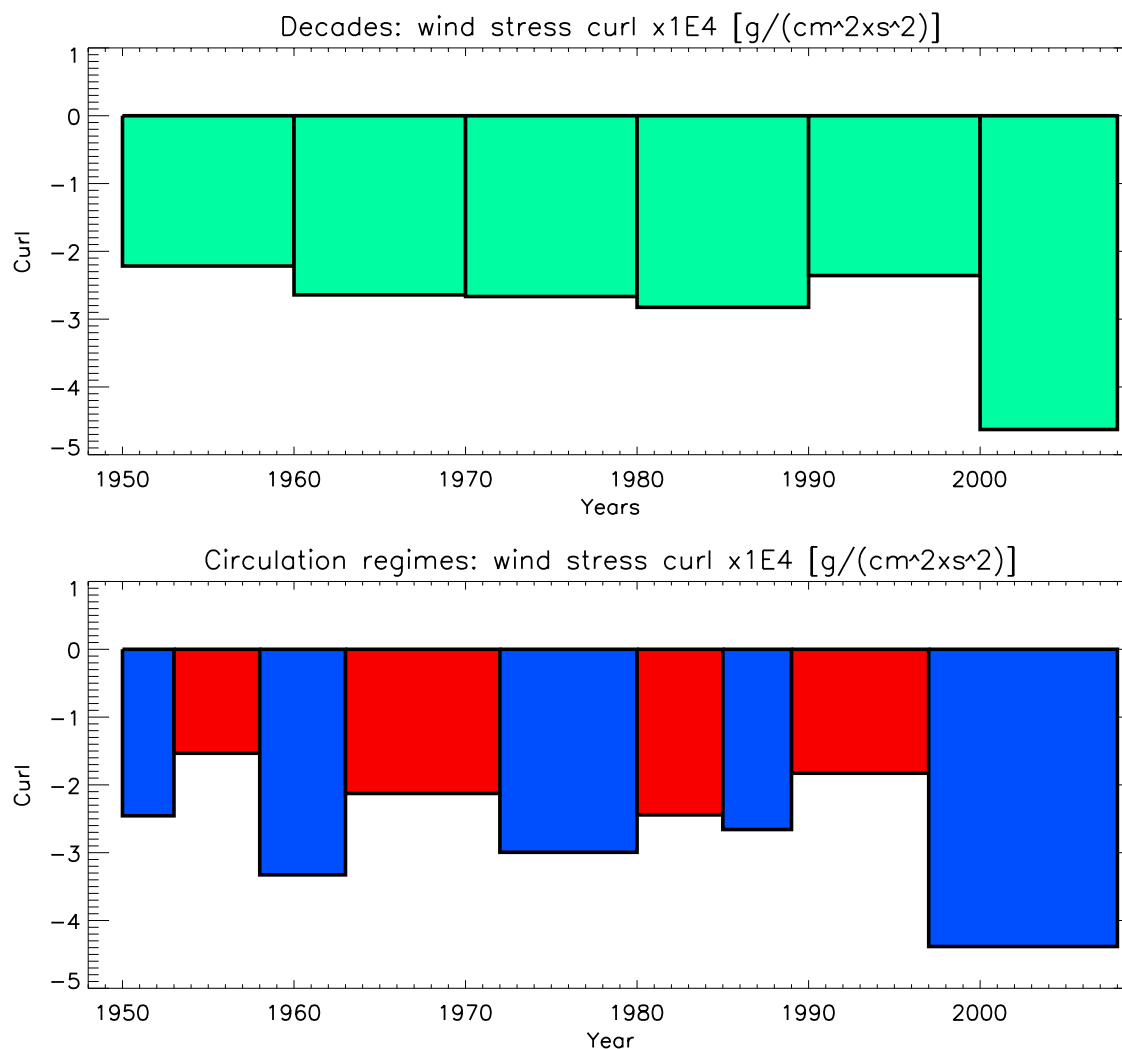 Decades: wind stress curl x1E4 [g/(cm^2xs^2)]
1
0
−1
−2
−3
−4
−5
Curl
1950 1960 1970 1980 1990 2000
Years
Circulation regimes: wind stress curl x1E4 [g/(cm^2xs^2)]
1
0
−1
−2
−3
−4
−5
Curl
1950 1960 1970 1980 1990 2000
Year